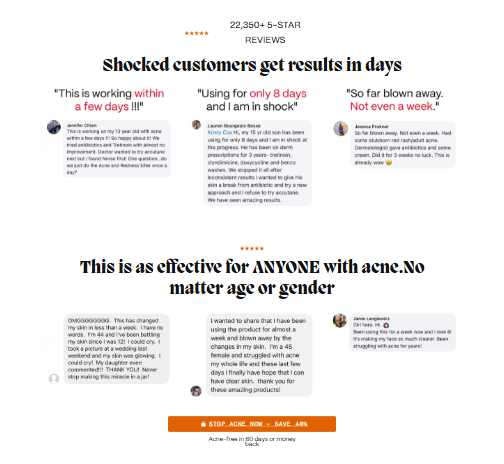 22,350+ 5-STAR
REVIEWS
Shocked customers get results in days
"This is working within
a few days !!!"
Jennifer Chism
This is working on my 13 year old with acne
within a few days!! So happy about it! We
tried antibiotics and Tretinoin with almost no
improvement. Doctor wanted to try accutane
next but I found Norse first! One question..do
we just do the Acne and Redness killer once a
day?
"Using for only 8 days
and I am in shock"
Lauren Bourgeois Bosse
Kristy Cox Hi, my 15 yr old son has been
using for only 8 days and I am in shock at
the progress. He has been on derm
prescriptions for 3 years- tretinoin,
clyndimicine, doxycycline and benzo
washes. We stopped it all after
inconsistent results I wanted to give his
skin a break from antibiotic and try a new
approach and I refuse to try accutane.
We have seen amazing results.
"So far blown away.
Not even a week."
Jessica Frukner
So far blown away. Not even a week. Had
some stubborn red rashy/adult acne.
Dermatologist gave antibiotics and some
cream. Did it for 3 weeks no luck. This is
already wow 😍
This is as effective for ANYONE with acne.No
matter age or gender
OMGGGGGGGG. This has changed
my skin in less than a week. I have no
words. I'm 44 and I've been battling
my skin since I was 12! I could cry. I
took a picture at a wedding last
weekend and my skin was glowing. I
could cry! My daughter even
commented!!! THANK YOU! Never
stop making this miracle in a jar!
I wanted to share that I have been
using the product for almost a
week and blown away by the
changes in my skin. I'm a 45
female and struggled with acne
my whole life and these last few
days I finally have hope that I can
have clear skin. thank you for
these amazing products!
Jamie Langiewicz
Girl hare. Hi.
Been using this for a week now and I love it!
It's making my face so much clearer. Been
struggling with acne for years!
STOP ACNE NOW - SAVE 40%
Acne-free in 60 days or money
back